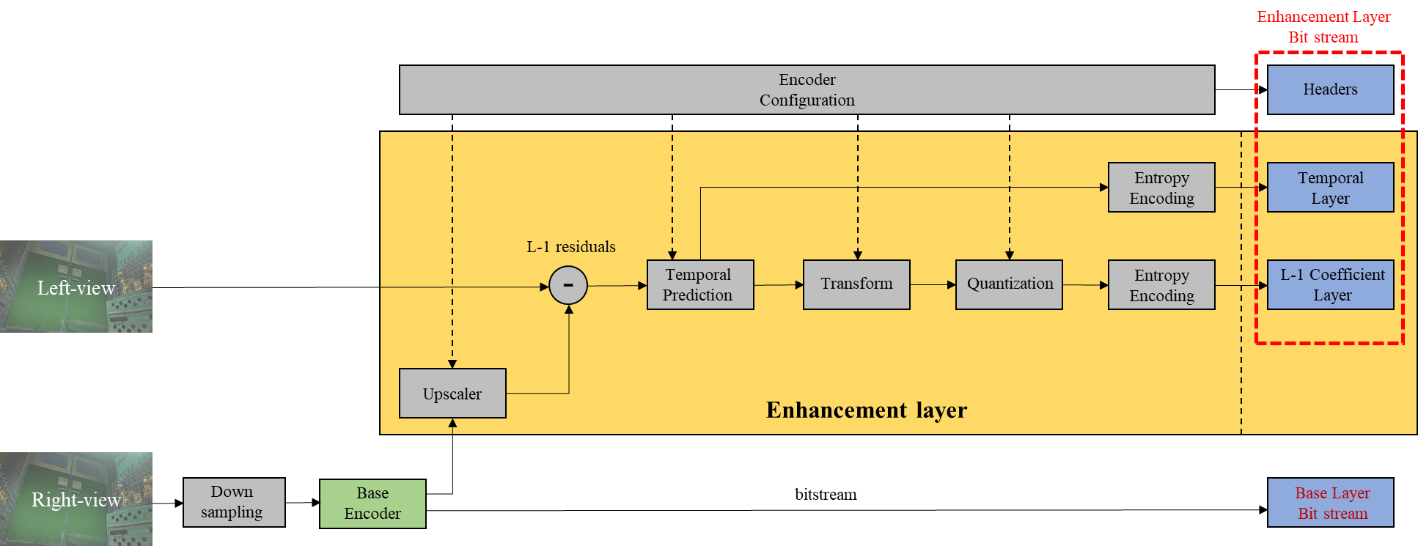 Enhancement Layer
Bit stream
Encoder
Configuration
Headers
Entropy
Encoding
Temporal
Layer
L-1 residuals
Left-view
-
Temporal
Prediction
Transform
Quantization
Entropy
Encoding
L-1 Coefficient
Layer
Upscaler
Enhancement layer
Right-view
Down
sampling
Base
Encoder
bitstream
Base Layer
Bit stream